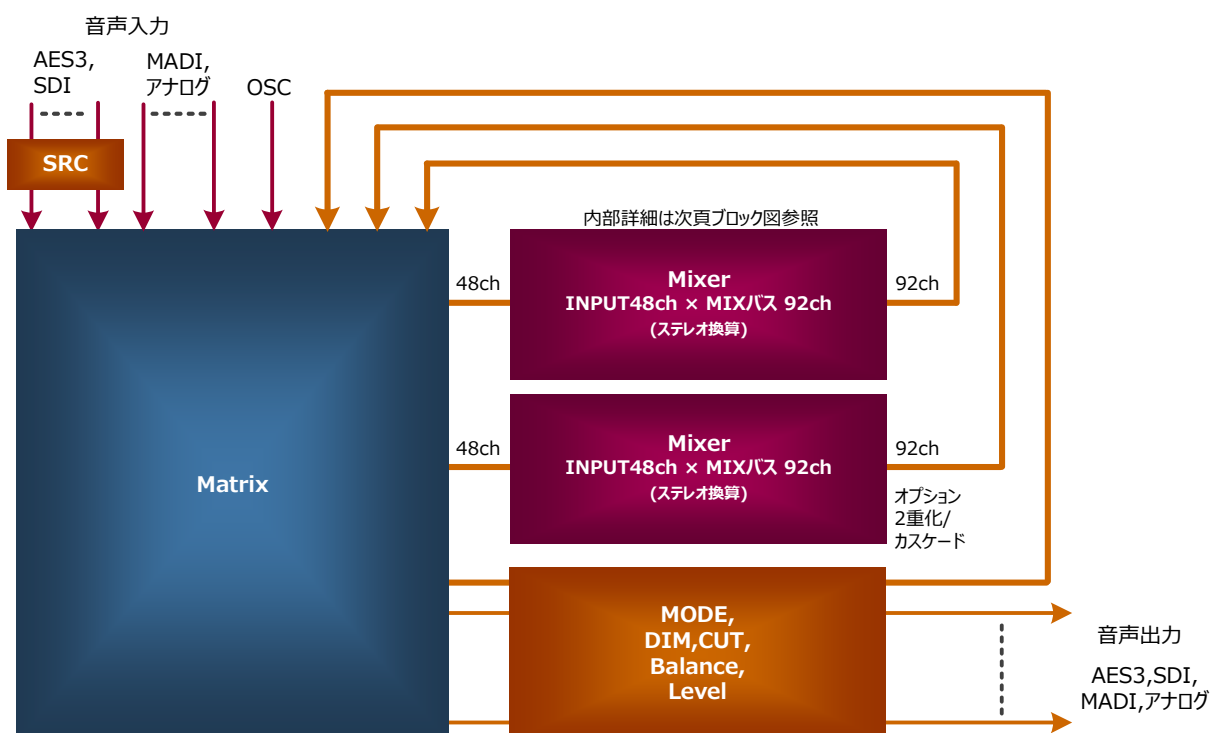 音声入力
AES3,
SDI
MADI,
アナログ
OSC
SRC
内部詳細は次頁ブロック図参照
48ch
Mixer
INPUT48ch × MIXバス 92ch
(ステレオ換算)
92ch
48ch
Mixer
INPUT48ch × MIXバス 92ch
(ステレオ換算)
92ch
Matrix
オプション
2重化/
カスケード
MODE,
DIM,CUT,
Balance,
Level
音声出力
AES3,SDI,
MADI,アナログ